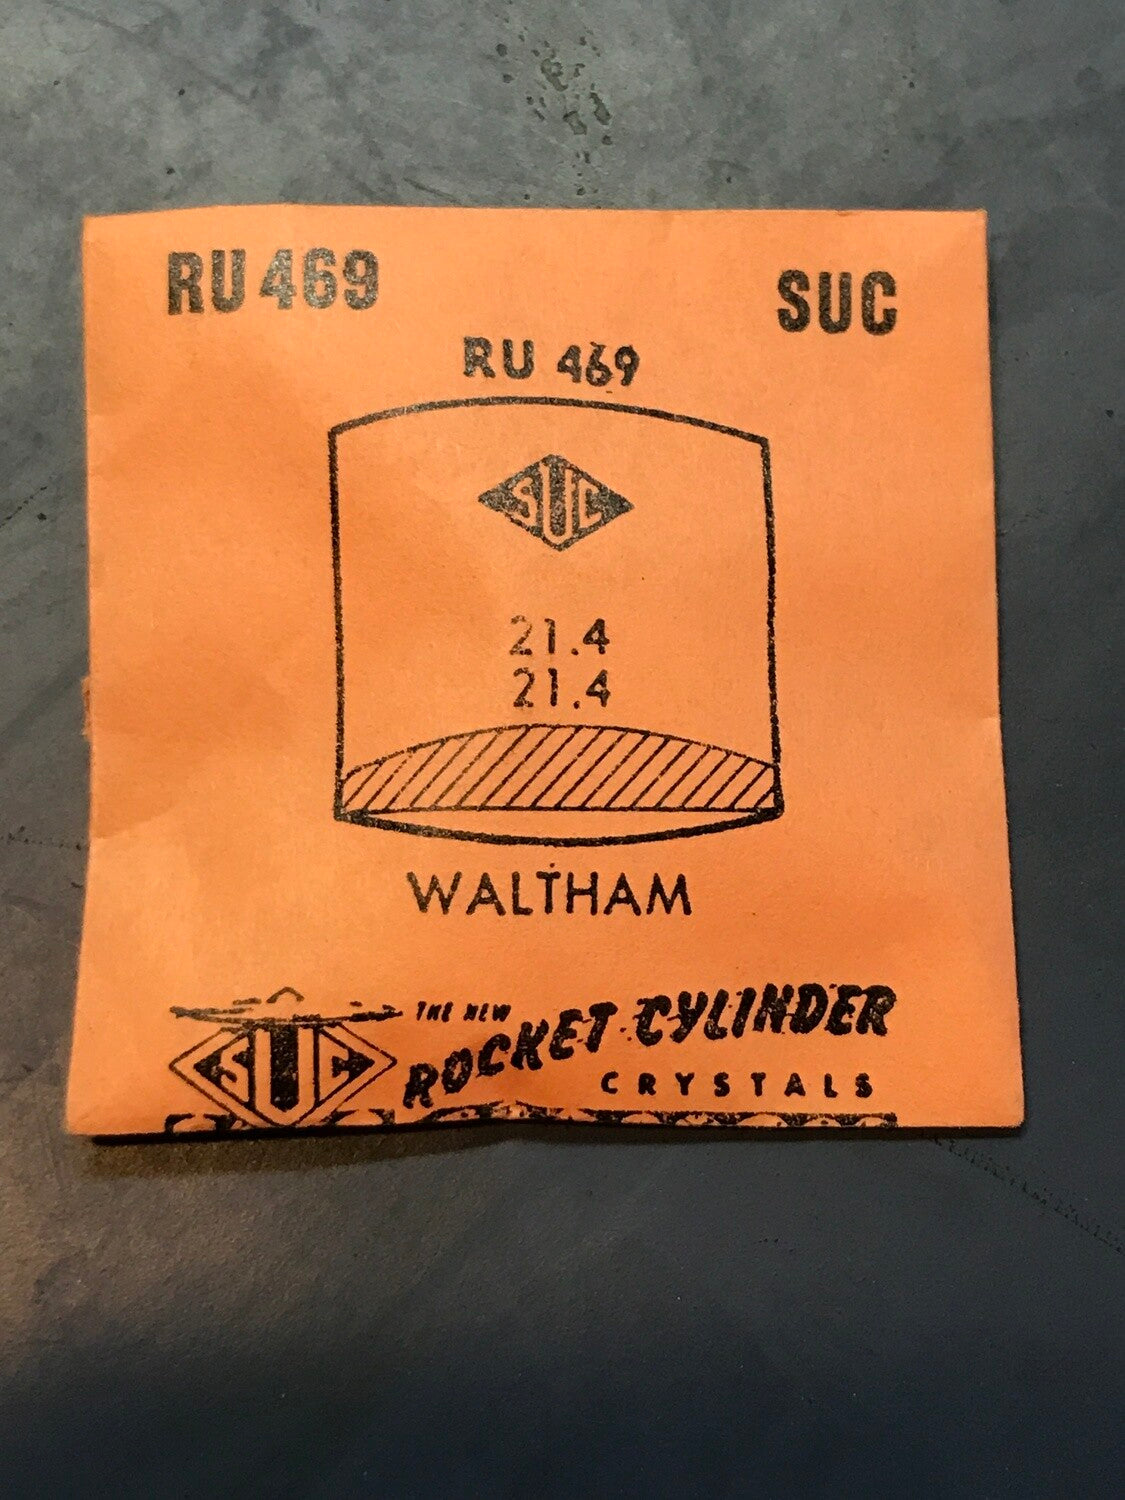 RU 469 SUC
RU 469
SUC
21.4
21.4
WALTHAM
SUC THE NEW ROCKET CYLINDER
CRYSTALS